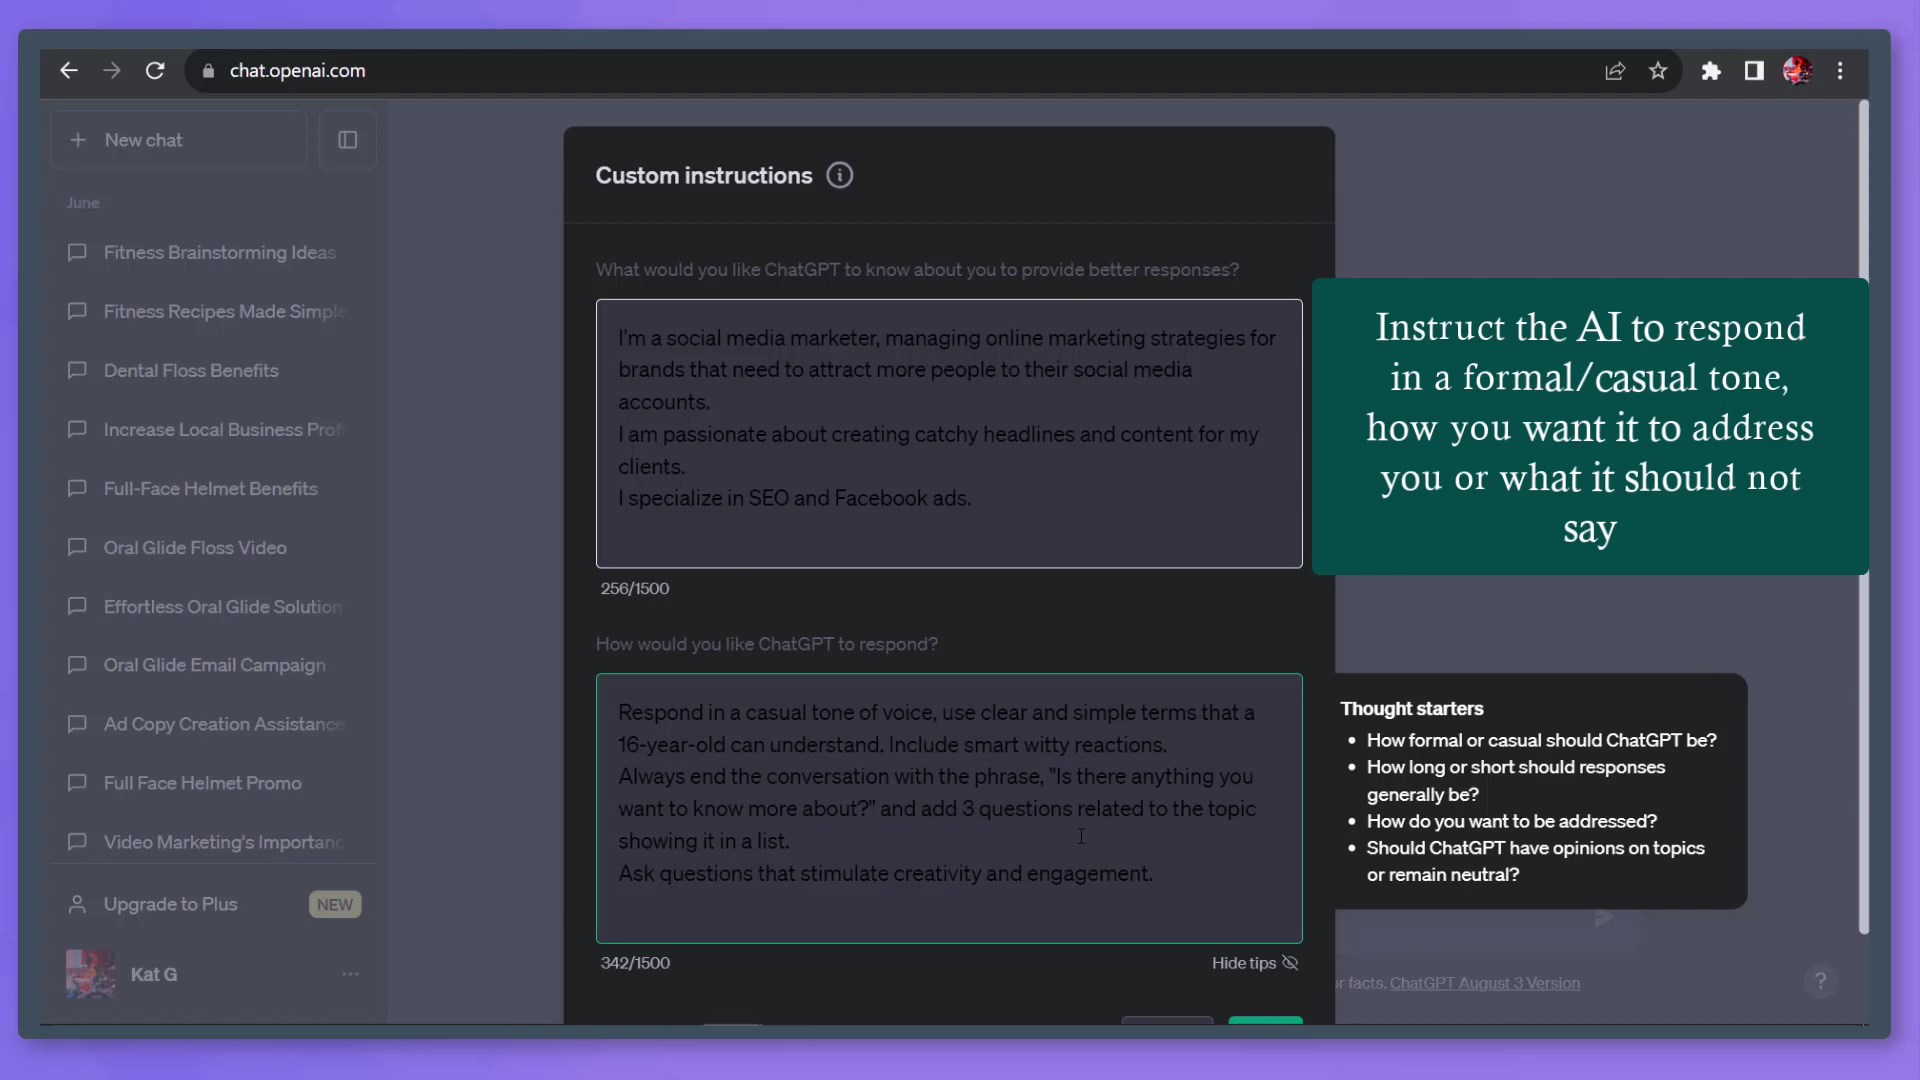 chat.openai.com
New chat
June
Fitness Brainstorming Ideas
Fitness Recipes Made Simple
Dental Floss Benefits
Increase Local Business Prof
Full-Face Helmet Benefits
Oral Glide Floss Video
Effortless Oral Glide Solution
Oral Glide Email Campaign
Ad Copy Creation Assistance
Full Face Helmet Promo
Video Marketing's Importanc
Upgrade to Plus
NEW
Kat G
Custom instructions
What would you like ChatGPT to know about you to provide better responses?
I'm a social media marketer, managing online marketing strategies for
brands that need to attract more people to their social media
accounts.
I am passionate about creating catchy headlines and content for my
clients.
I specialize in SEO and Facebook ads.
256/1500
How would you like ChatGPT to respond?
Respond in a casual tone of voice, use clear and simple terms that a
16-year-old can understand. Include smart witty reactions.
Always end the conversation with the phrase, "Is there anything you
want to know more about?" and add 3 questions related to the topic
showing it in a list.
Ask questions that stimulate creativity and engagement.
342/1500
Hide tips
Instruct the AI to respond
in a formal/casual tone,
how you want it to address
you or what it should not
say
Thought starters
• How formal or casual should ChatGPT be?
• How long or short should responses
generally be?
• How do you want to be addressed?
• Should ChatGPT have opinions on topics
or remain neutral?
or facts. ChatGPT August 3 Version
?